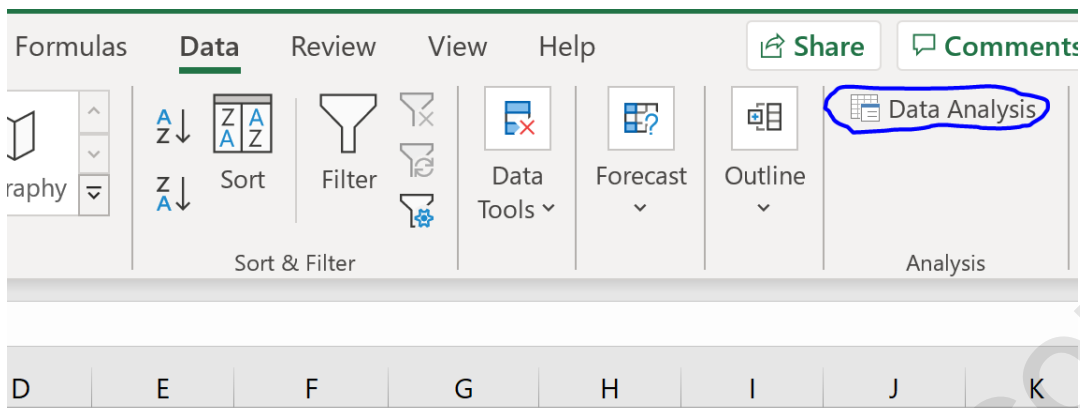 Formulas Data Review View Help Share Comments
Data Analysis
raphy Sort Filter Data Tools Forecast Outline
Sort & Filter Analysis
D E F G H I J K